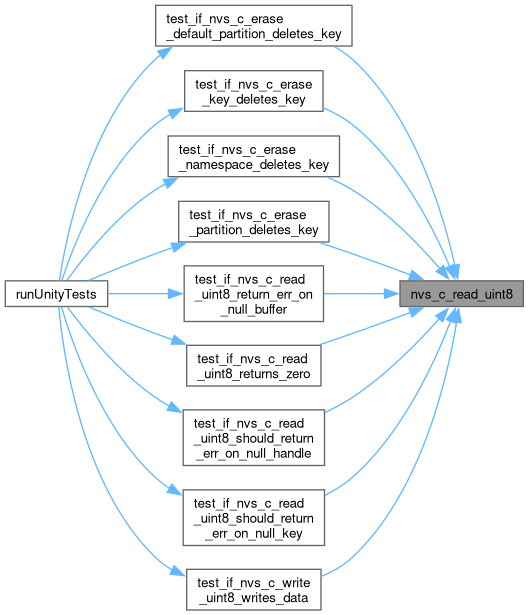 test_if_nvs_c_erase
_default_partition_deletes_key
test_if_nvs_c_erase
_key_deletes_key
test_if_nvs_c_erase
_namespace_deletes_key
test_if_nvs_c_erase
_partition_deletes_key
runUnityTests
test_if_nvs_c_read
_uint8_return_err_on
_null_buffer
nvs_c_read_uint8
test_if_nvs_c_read
_uint8_returns_zero
test_if_nvs_c_read
_uint8_should_return
_err_on_null_handle
test_if_nvs_c_read
_uint8_should_return
_err_on_null_key
test_if_nvs_c_write
_uint8_writes_data